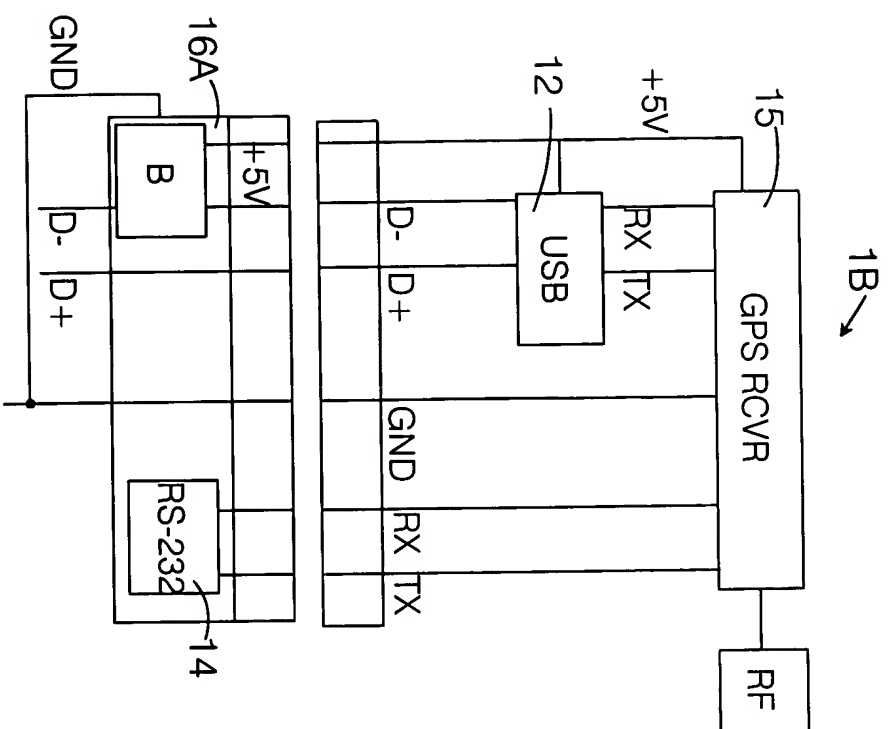 1B
15
GPS RCVR
RF
+5V
12
RX
TX
USB
D-
D+
GND
RX
TX
16A
+5V
B
RS-232
14
GND
D-
D+